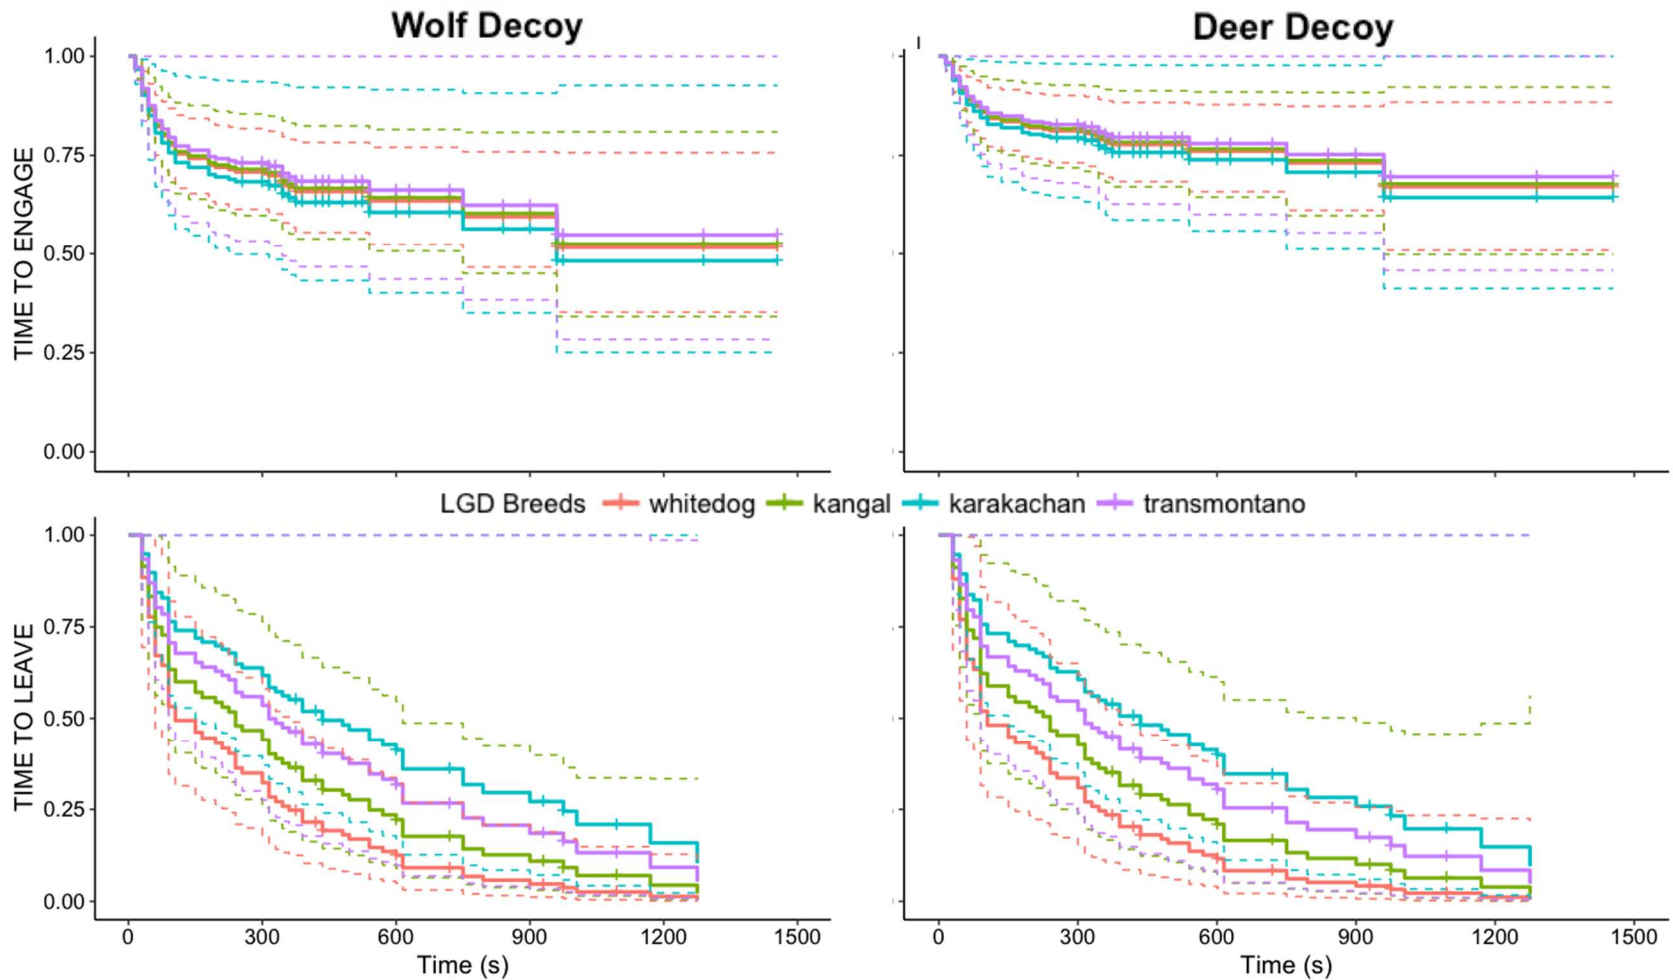 Wolf Decoy
Deer Decoy
TIME TO ENGAGE
1.00
0.75
0.50
0.25
0.00
LGD Breeds whitedog kangal karakachan transmontano
TIME TO LEAVE
1.00
0.75
0.50
0.25
0.00
0 300 600 900 1200 1500
0 300 600 900 1200 1500
Time (s)
Time (s)